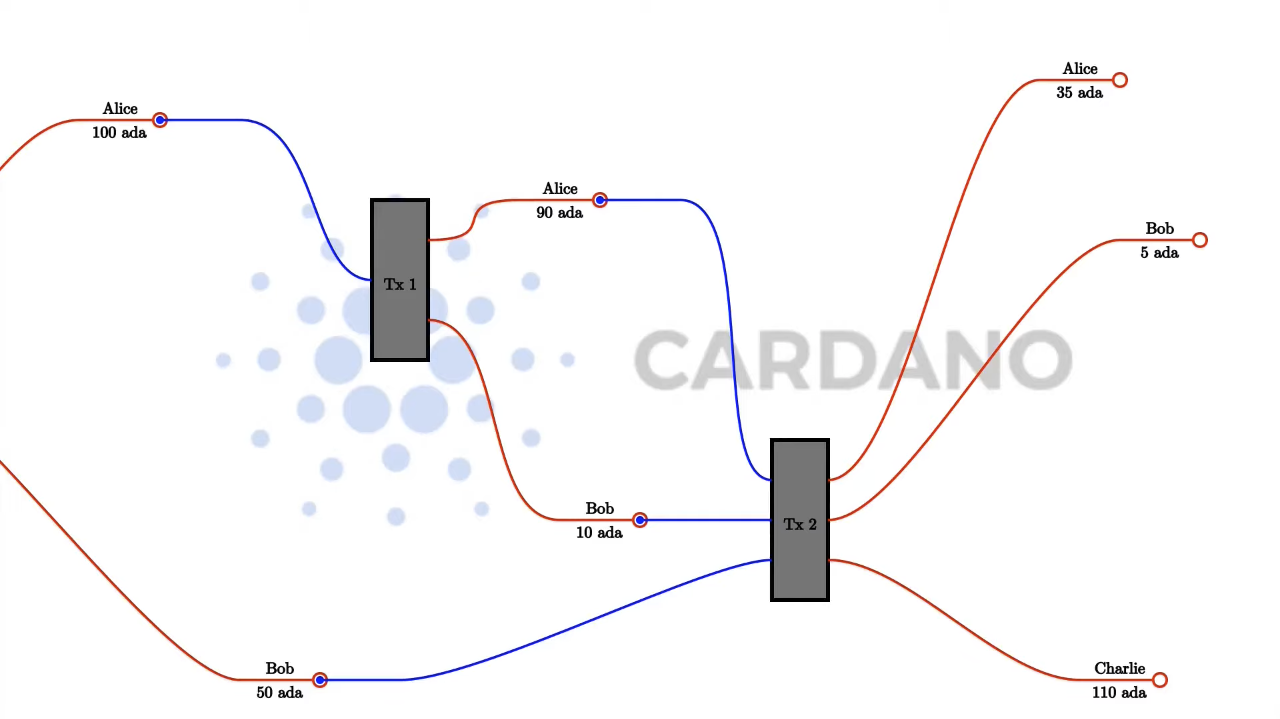 Alice
35 ada
Alice
100 ada
Alice
90 ada
Bob
5 ada
Tx 1
CARDANO
Bob
10 ada
Tx 2
Bob
50 ada
Charlie
110 ada